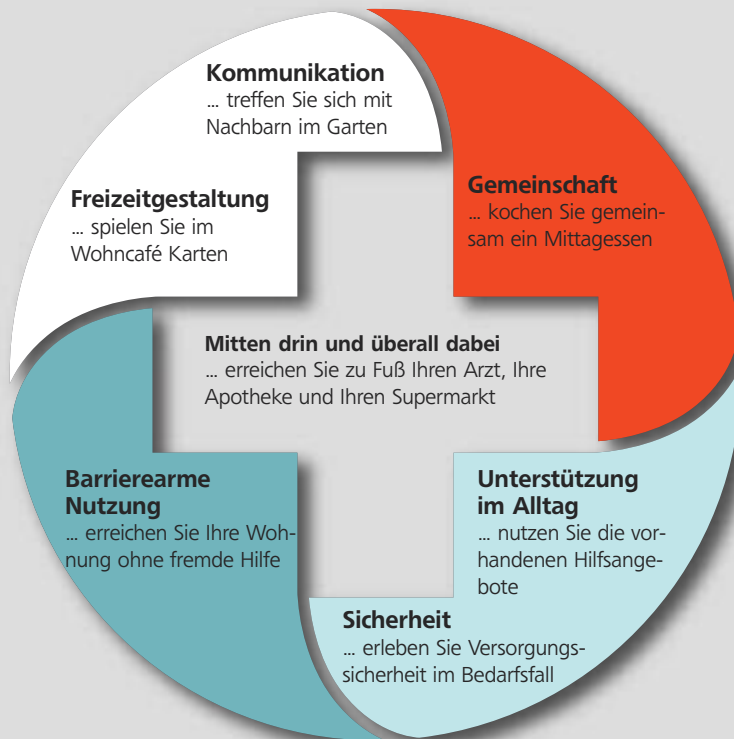 Kommunikation
... treffen Sie sich mit
Nachbarn im Garten
Freizeitgestaltung
... spielen Sie im
Wohncafé Karten
Gemeinschaft
... kochen Sie gemein-
sam ein Mittagessen
Mitten drin und überall dabei
... erreichen Sie zu Fuß Ihren Arzt, Ihre
Apotheke und Ihren Supermarkt
Barrierearme
Nutzung
... erreichen Sie Ihre Woh-
nung ohne fremde Hilfe
Unterstützung
im Alltag
... nutzen Sie die vor-
handenen Hilfsange-
bote
Sicherheit
... erleben Sie Versorgungs-
sicherheit im Bedarfsfall